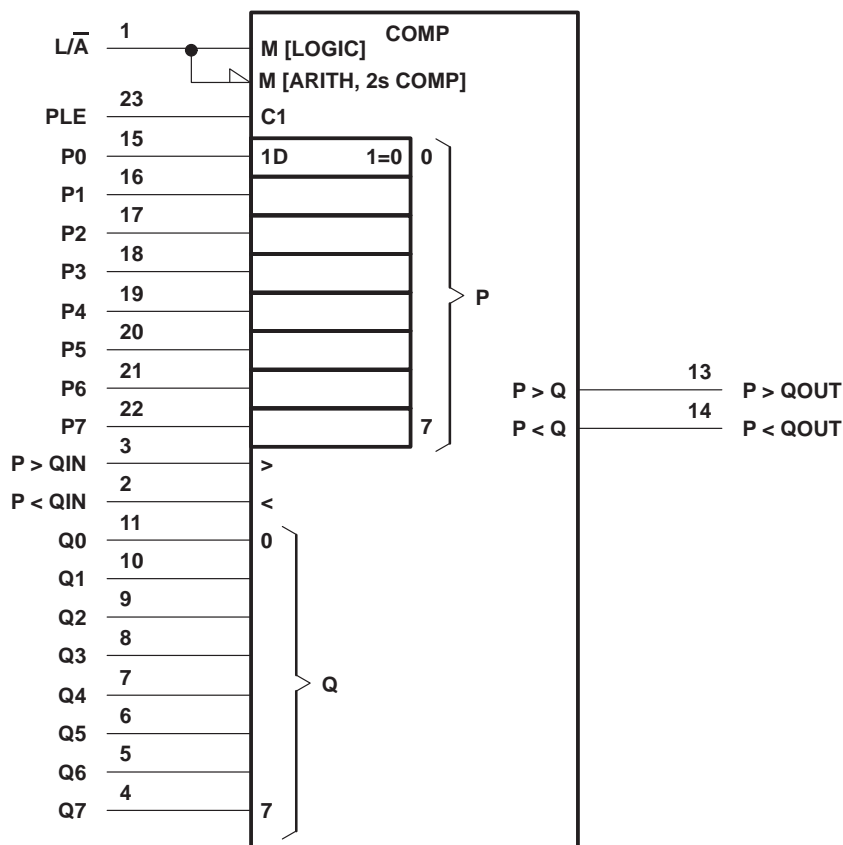 COMP
L/A̅ 1 M [LOGIC]
M [ARITH, 2s COMP]
PLE 23 C1
P0 15 1D 1=0 0
P1 16
P2 17
P3 18
P4 19
P
P5 20
P6 21
P > Q 13 P > QOUT
P7 22 7
P < Q 14 P < QOUT
P > QIN 3 >
P < QIN 2 <
Q0 11 0
Q1 10
Q2 9
Q3 8
Q
Q4 7
Q5 6
Q6 5
Q7 4 7